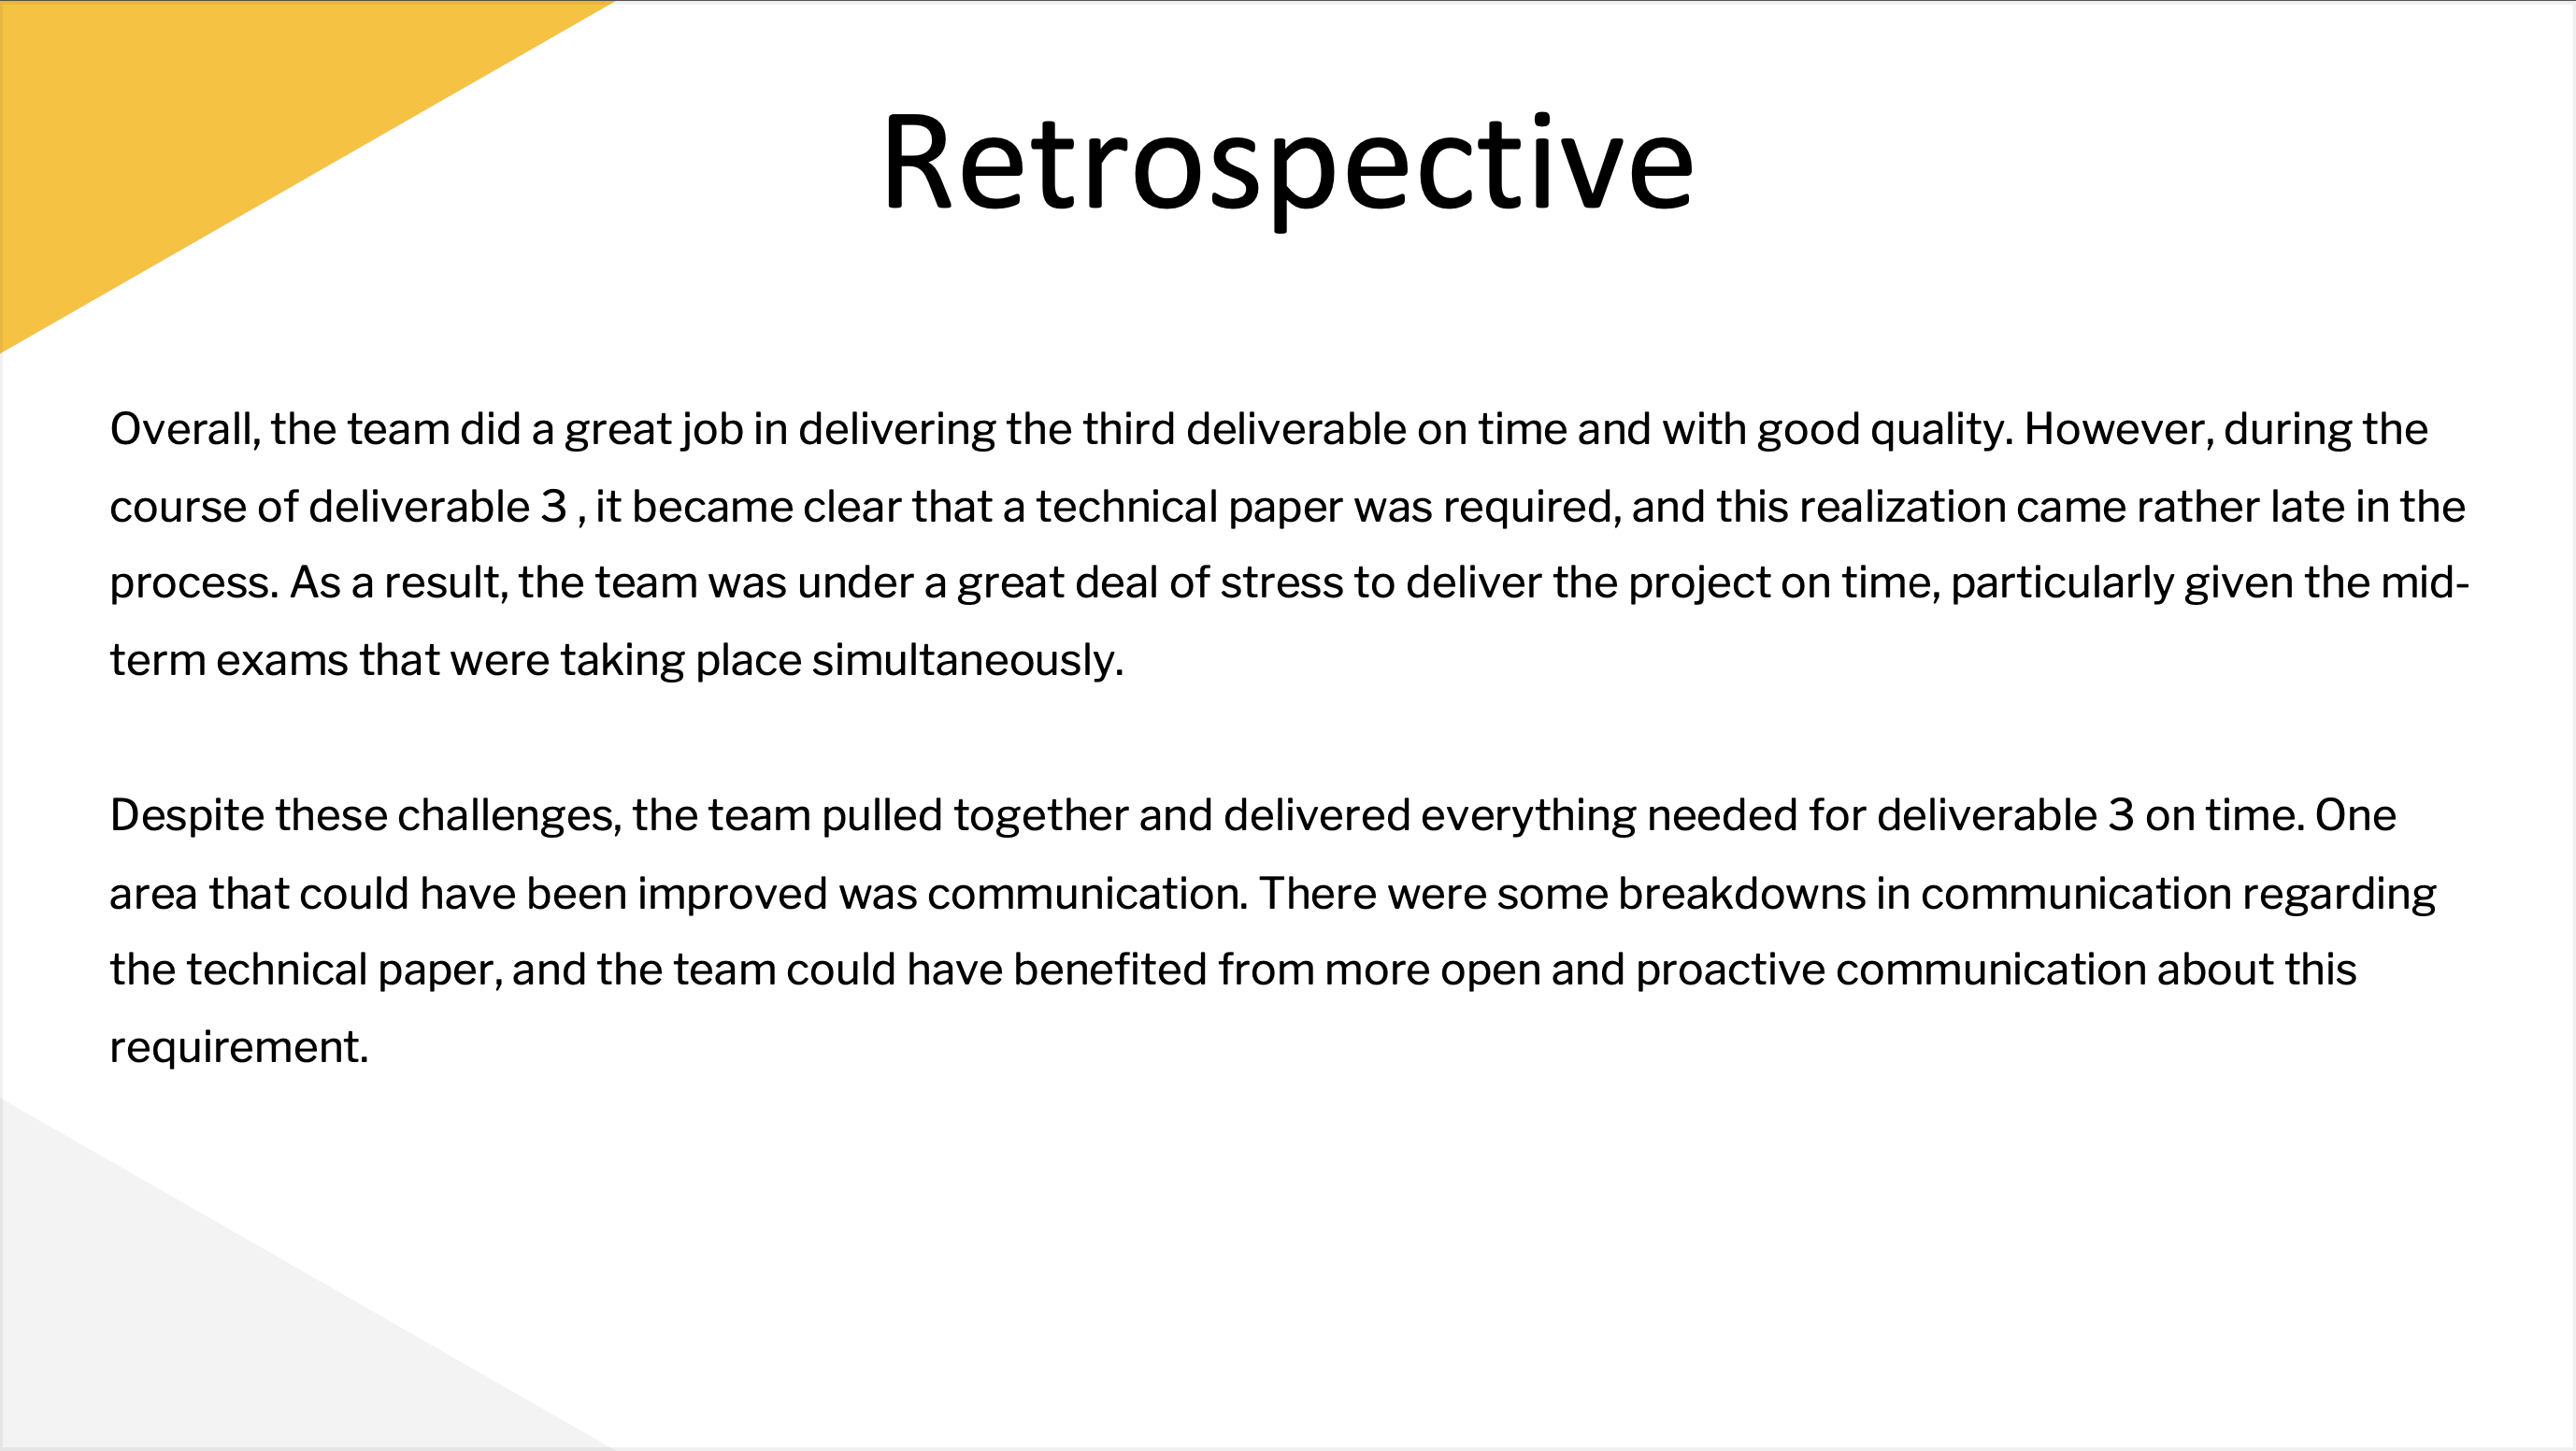 Retrospective
Overall, the team did a great job in delivering the third deliverable on time and with good quality. However, during the
course of deliverable 3 , it became clear that a technical paper was required, and this realization came rather late in the
process. As a result, the team was under a great deal of stress to deliver the project on time, particularly given the mid-
term exams that were taking place simultaneously.
Despite these challenges, the team pulled together and delivered everything needed for deliverable 3 on time. One
area that could have been improved was communication. There were some breakdowns in communication regarding
the technical paper, and the team could have benefited from more open and proactive communication about this
requirement.